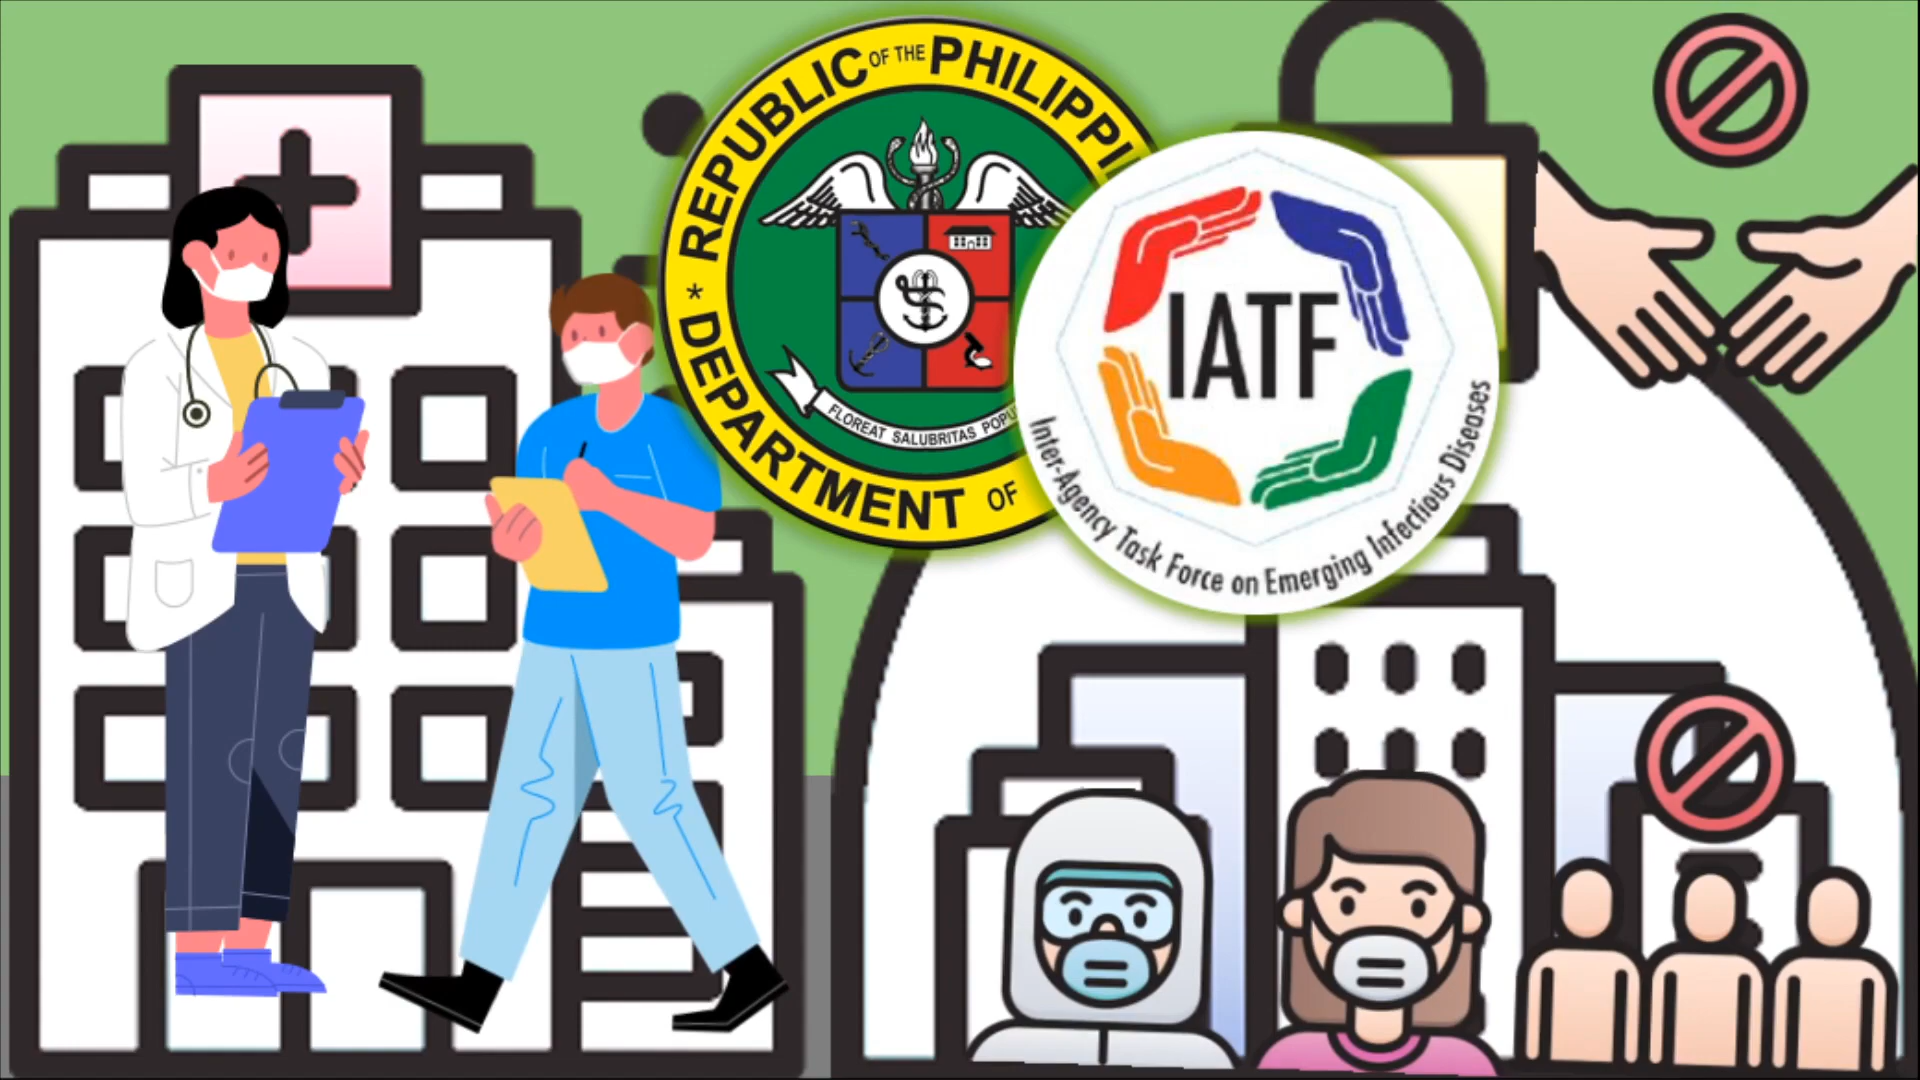 REPUBLIC OF THE PHILIPPI
* DEPARTMENT OF
FLOREAT SALUBRITAS POPU
IATF
Inter-Agency Task Force on Emerging Infectious Diseases